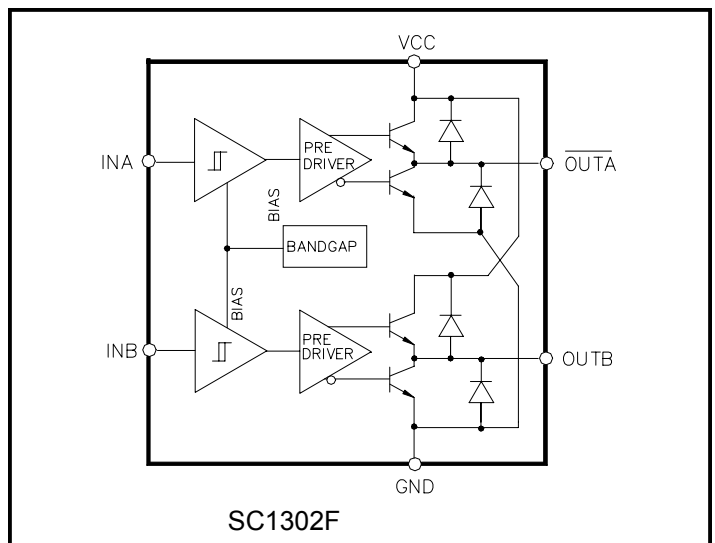 VCC
INA
PRE
DRIVER
OUTA
BIAS
BANDGAP
BIAS
INB
PRE
DRIVER
OUTB
GND
SC1302F